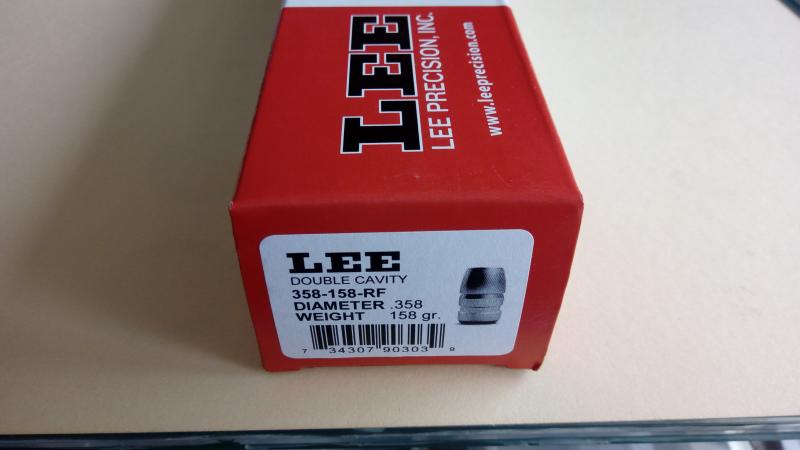 LEE
LEE PRECISION, INC.
www.leeprecision.com
LEE
DOUBLE CAVITY
358-158-RF
DIAMETER .358
WEIGHT 158 gr.
7 34307 90303 9